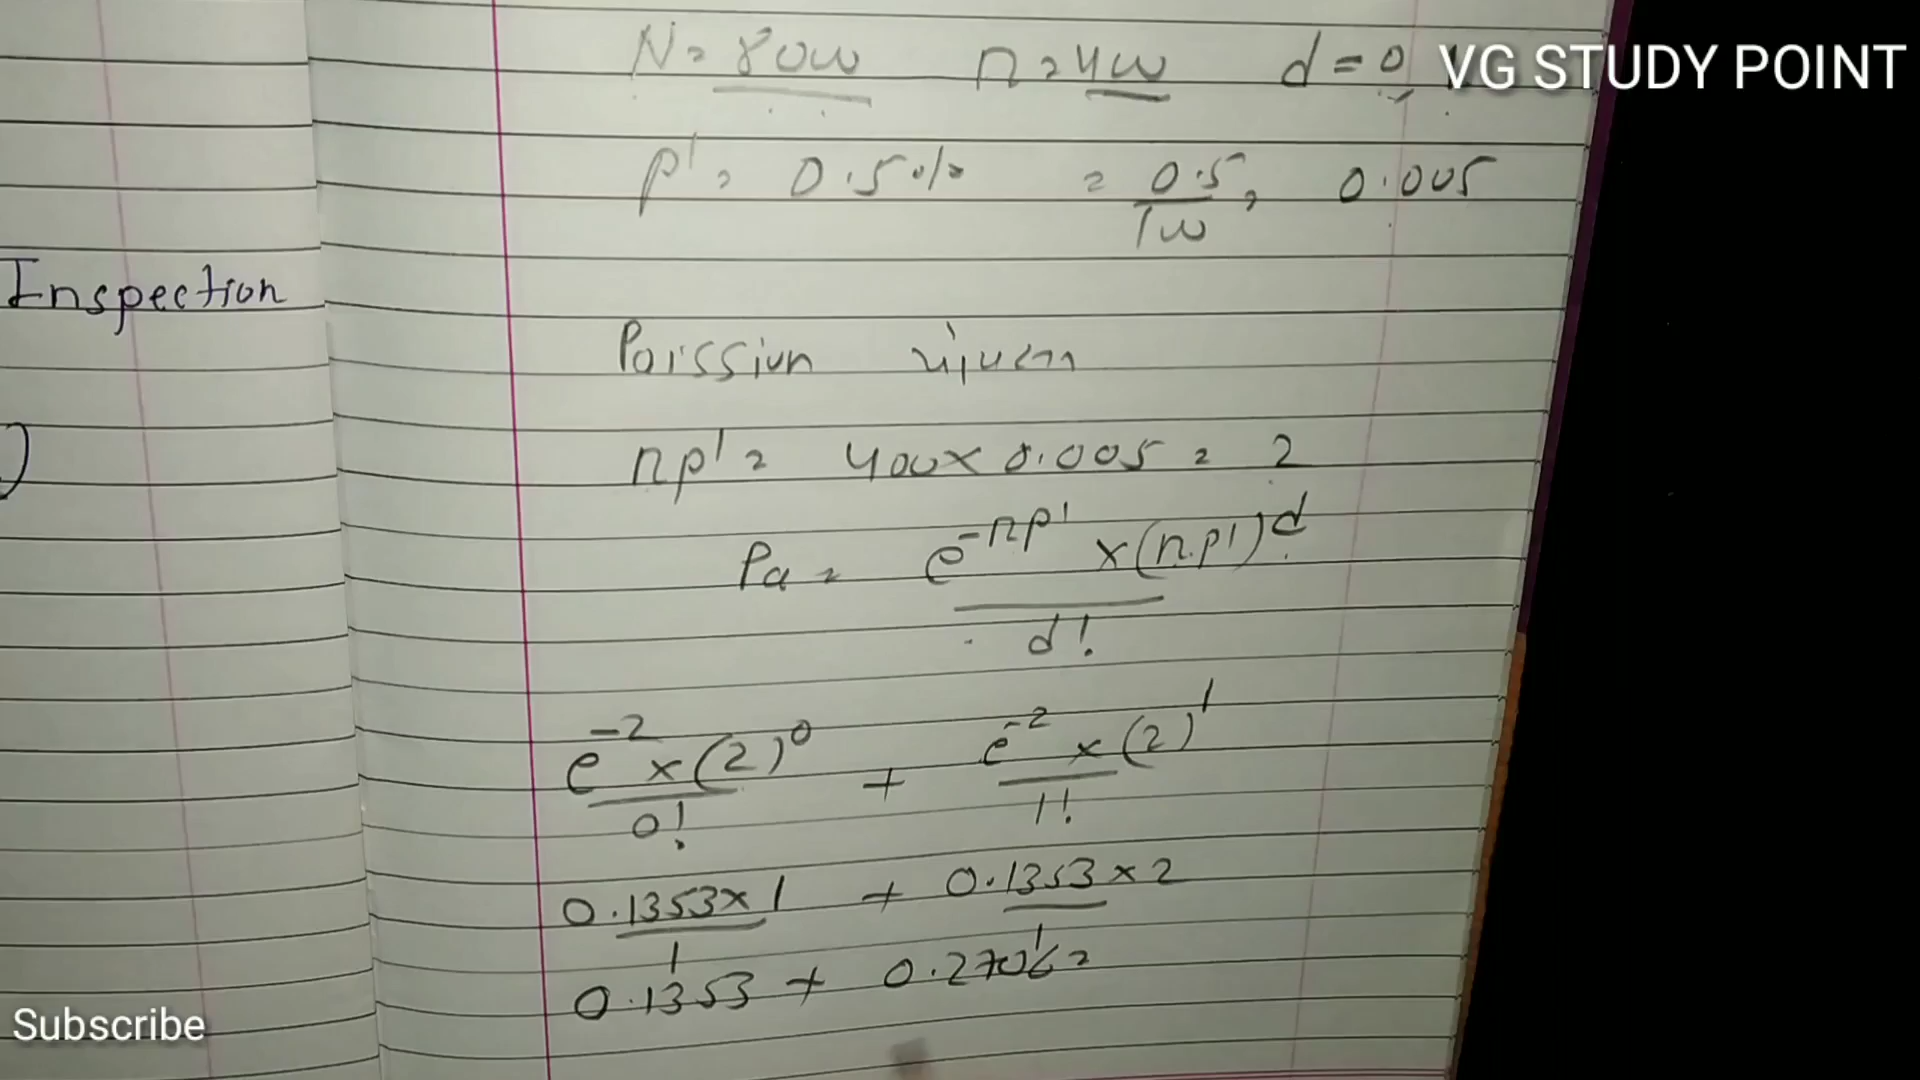 N = 800 n = 400 d = 0
VG STUDY POINT
p' = 0.5% = 0.5/100 = 0.005
Inspection
Poission
np' = 400 x 0.005 = 2
Pa = e^-np' x (n.p')^d / d!
e^-2 x (2)^0 / 0! + e^-2 x (2)^1 / 1!
0.1353 x 1 / 1 + 0.1353 x 2 / 1
0.1353 + 0.2706 =
Subscribe